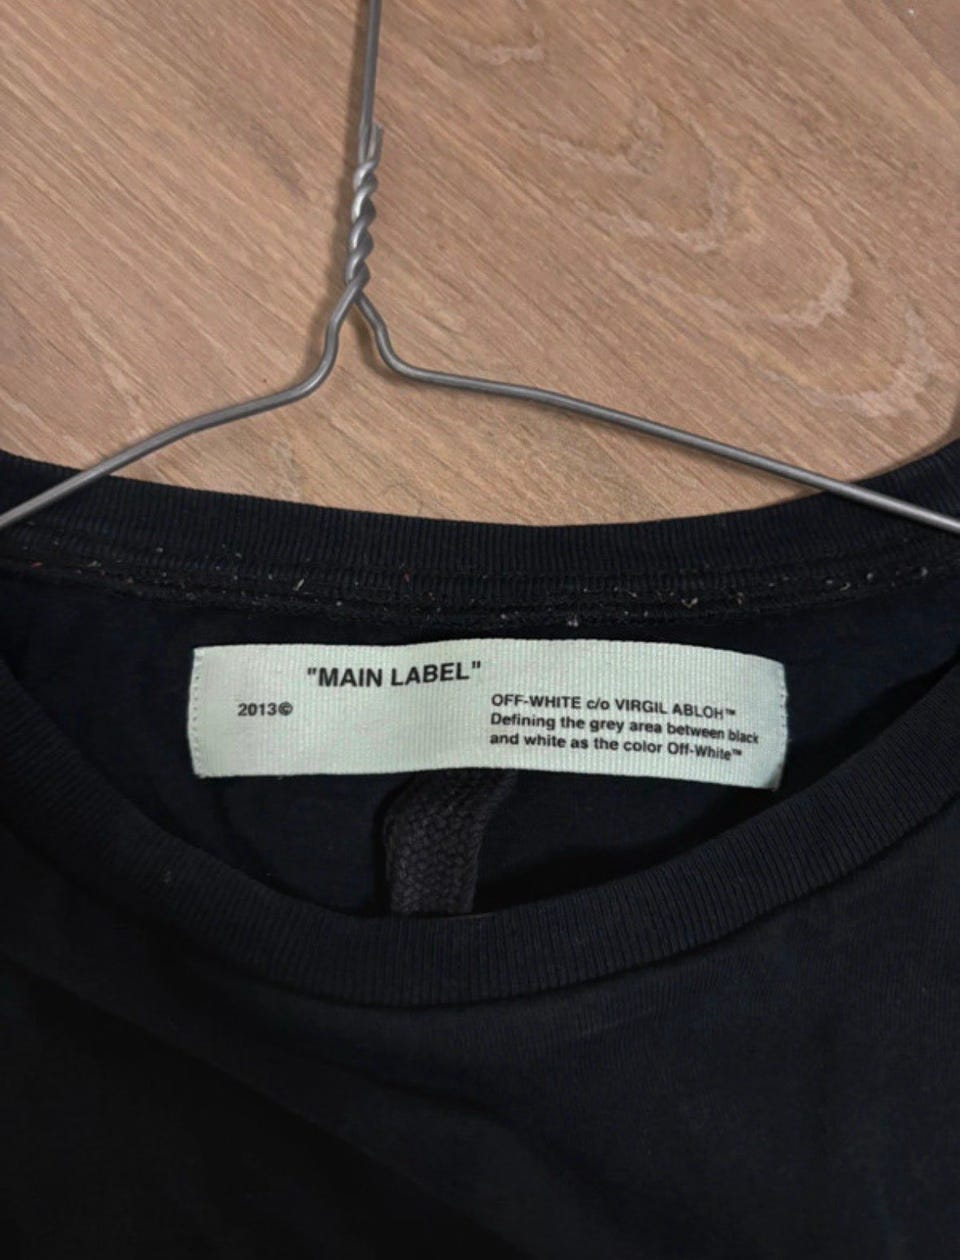 "MAIN LABEL"
2013©
OFF-WHITE c/o VIRGIL ABLOH™
Defining the grey area between black
and white as the color Off-White™